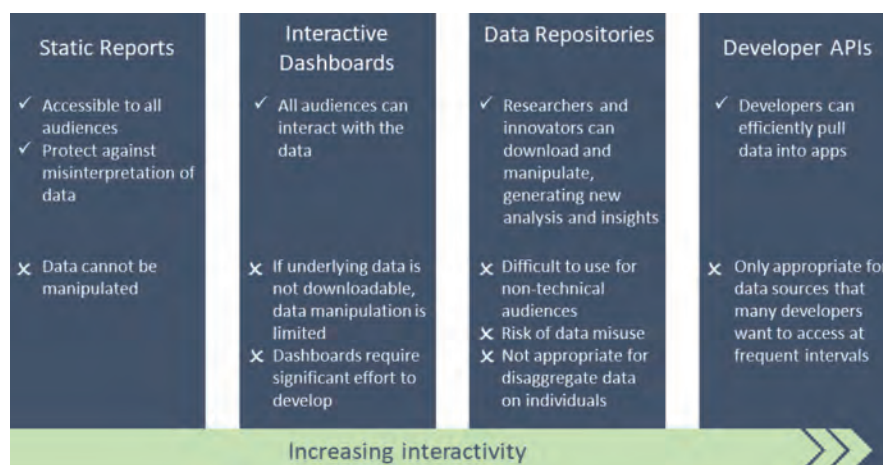 Static Reports
✓ Accessible to all
audiences
✓ Protect against
misinterpretation of
data
✗ Data cannot be
manipulated
Interactive
Dashboards
✓ All audiences can
interact with the
data
✗ If underlying data is
not downloadable,
data manipulation is
limited
✗ Dashboards require
significant effort to
develop
Data Repositories
✓ Researchers and
innovators can
download and
manipulate,
generating new
analysis and insights
✗ Difficult to use for
non-technical
audiences
✗ Risk of data misuse
✗ Not appropriate for
disaggregate data
on individuals
Developer APIs
✓ Developers can
efficiently pull
data into apps
✗ Only appropriate for
data sources that
many developers
want to access at
frequent intervals
Increasing interactivity